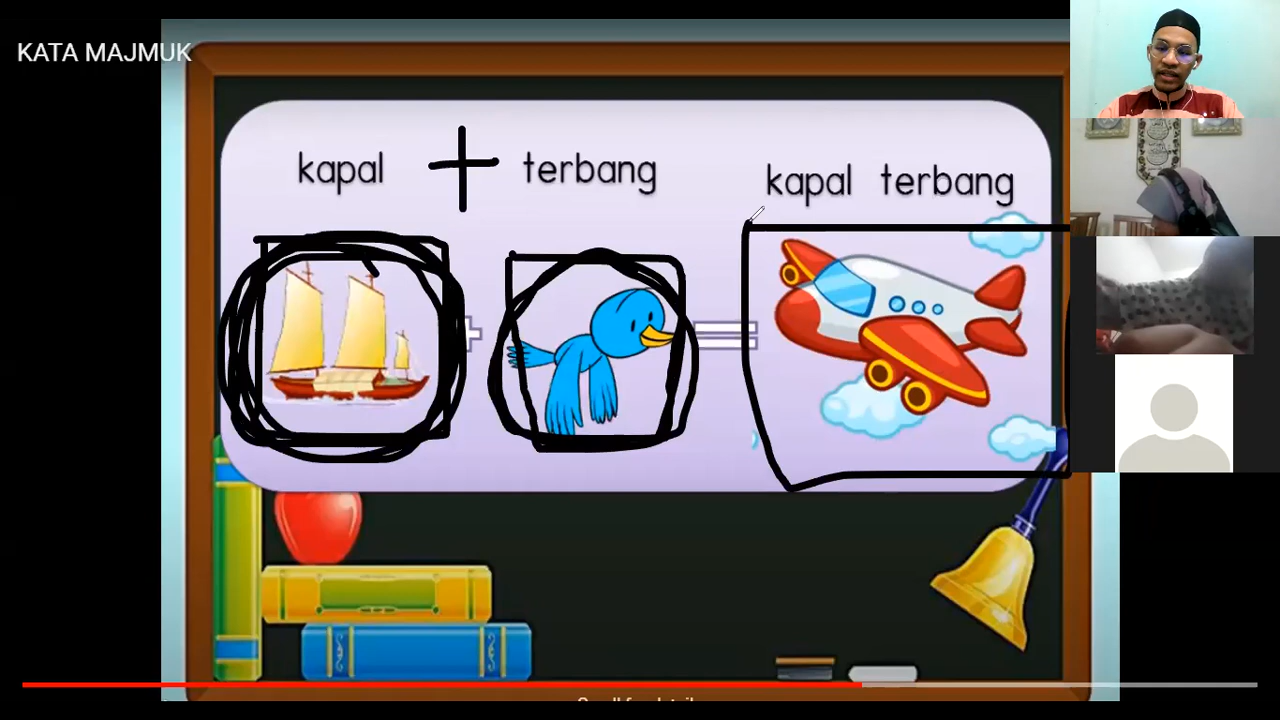 KATA MAJMUK
kapal + terbang kapal terbang
+ =